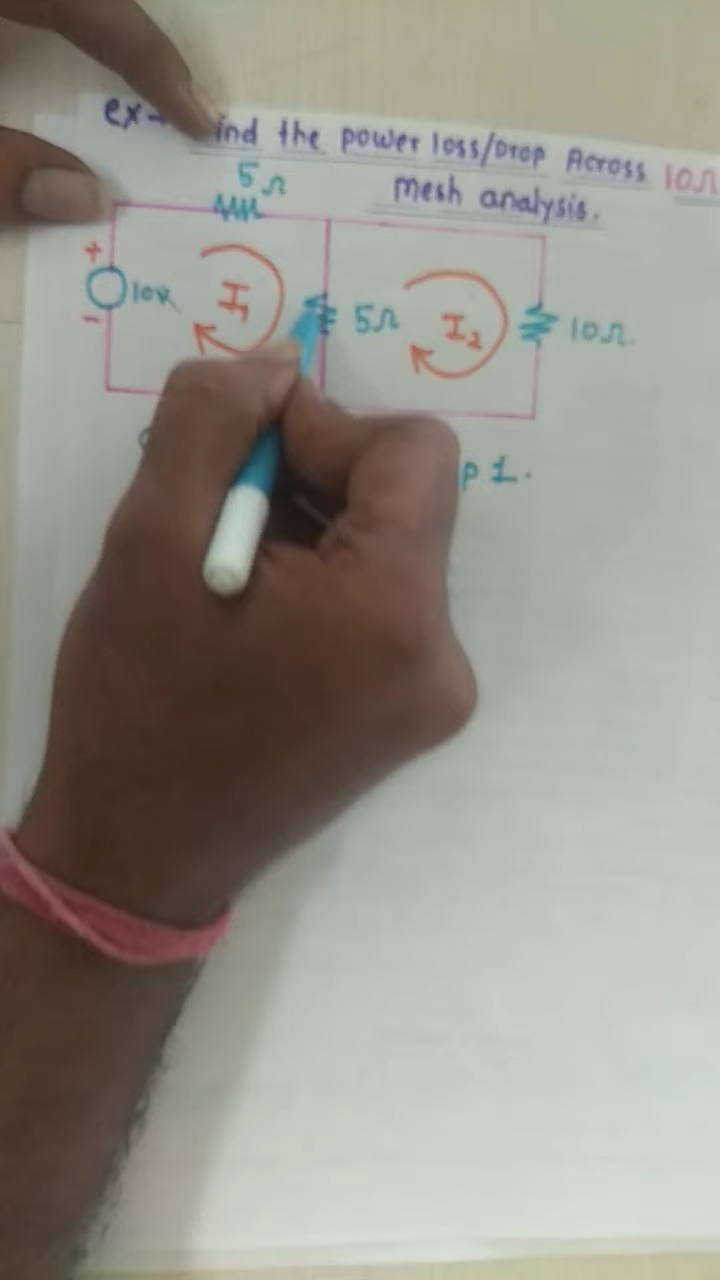 ex→ ind the power loss/Drop Across 10Ω
mesh analysis.
5Ω
+
10V
-
I₁
5Ω
I₂
10Ω.
p 1.